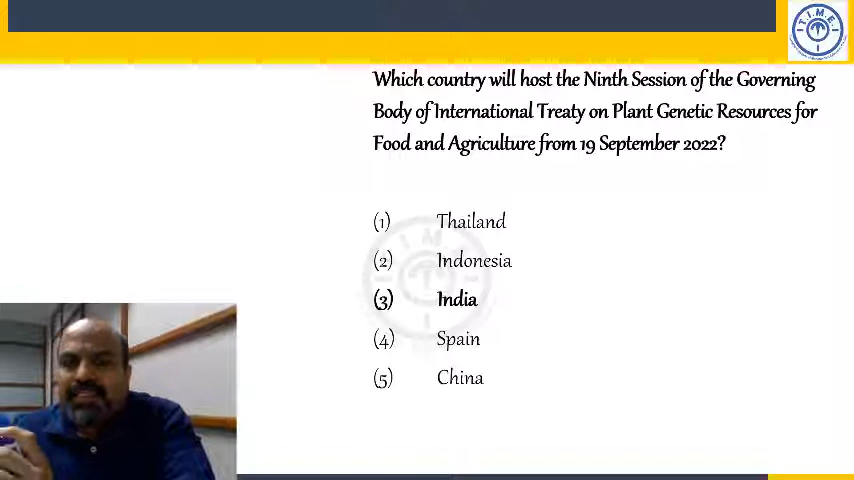 T.I.M.E.
Which country will host the Ninth Session of the Governing
Body of International Treaty on Plant Genetic Resources for
Food and Agriculture from 19 September 2022?
(1) Thailand
(2) Indonesia
(3) India
(4) Spain
(5) China